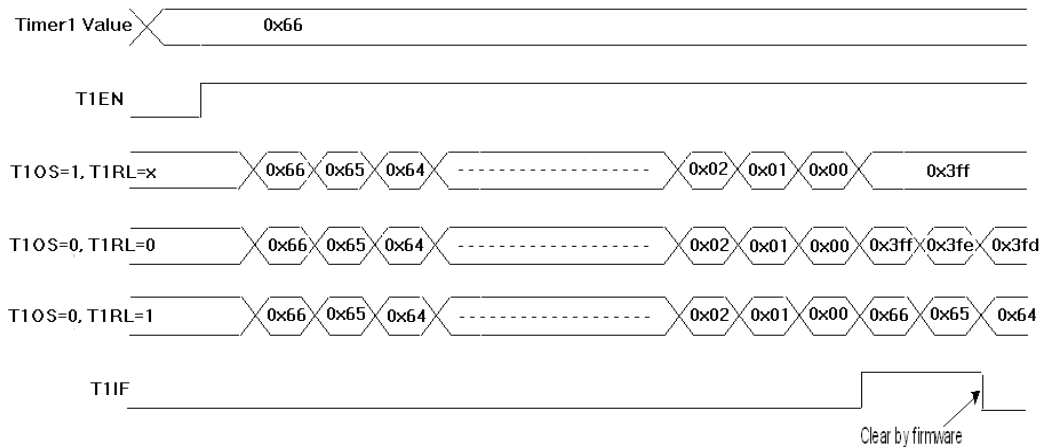 Timer1 Value 0x66
T1EN
T1OS=1, T1RL=x 0x66 0x65 0x64 0x02 0x01 0x00 0x3ff
T1OS=0, T1RL=0 0x66 0x65 0x64 0x02 0x01 0x00 0x3ff 0x3fe 0x3fd
T1OS=0, T1RL=1 0x66 0x65 0x64 0x02 0x01 0x00 0x66 0x65 0x64
T1IF
Clear by firmware